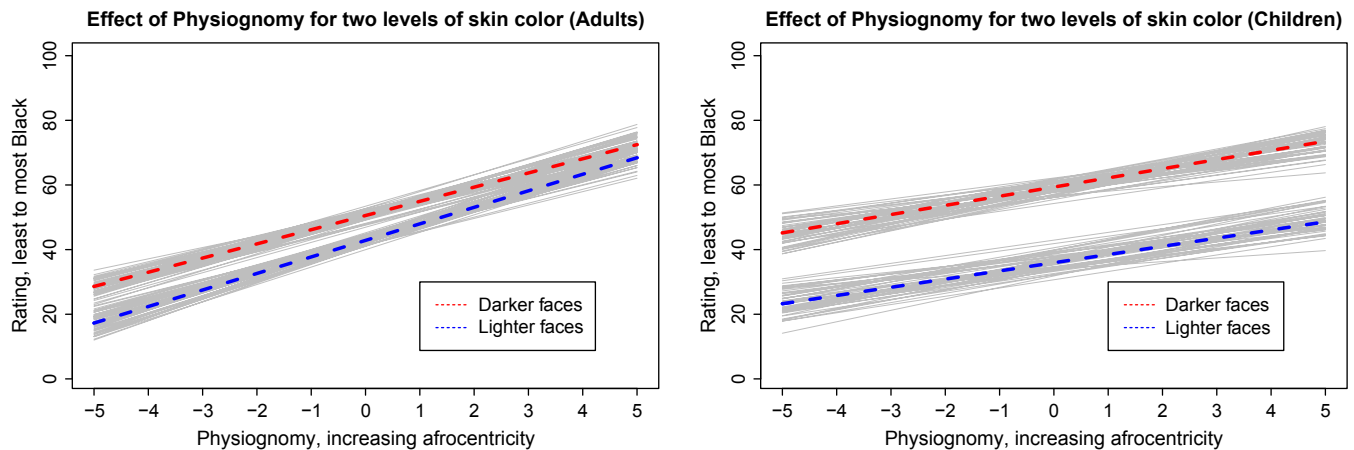 Effect of Physiognomy for two levels of skin color (Adults)
Rating, least to most Black
100
80
60
40
20
0
Darker faces
Lighter faces
−5 −4 −3 −2 −1 0 1 2 3 4 5
Physiognomy, increasing afrocentricity
Effect of Physiognomy for two levels of skin color (Children)
Rating, least to most Black
100
80
60
40
20
0
Darker faces
Lighter faces
−5 −4 −3 −2 −1 0 1 2 3 4 5
Physiognomy, increasing afrocentricity